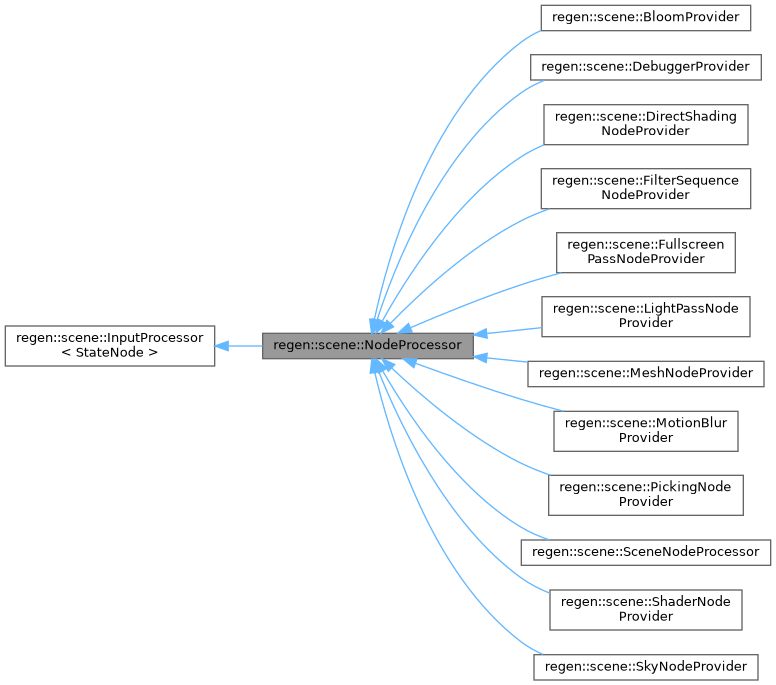 regen::scene::InputProcessor
< StateNode >
regen::scene::NodeProcessor
regen::scene::BloomProvider
regen::scene::DebuggerProvider
regen::scene::DirectShading
NodeProvider
regen::scene::FilterSequence
NodeProvider
regen::scene::Fullscreen
PassNodeProvider
regen::scene::LightPassNode
Provider
regen::scene::MeshNodeProvider
regen::scene::MotionBlur
Provider
regen::scene::PickingNode
Provider
regen::scene::SceneNodeProcessor
regen::scene::ShaderNode
Provider
regen::scene::SkyNodeProvider